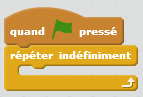 quand pressé
répéter indéfiniment